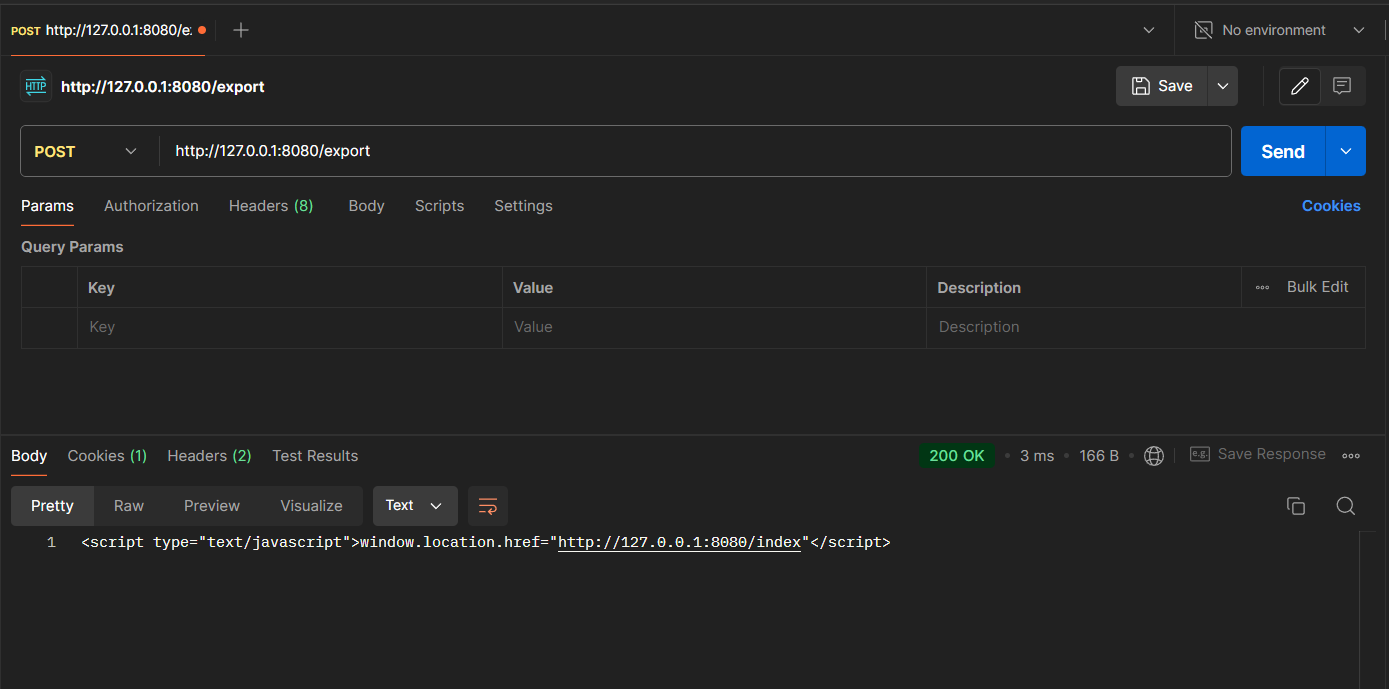 POST http://127.0.0.1:8080/e. No environment
HTTP http://127.0.0.1:8080/export Save
POST http://127.0.0.1:8080/export Send
Params Authorization Headers (8) Body Scripts Settings Cookies
Query Params
Key Value Description Bulk Edit
Key Value Description
Body Cookies (1) Headers (2) Test Results 200 OK 3 ms 166 B e.g. Save Response
Pretty Raw Preview Visualize Text
1 <script type="text/javascript">window.location.href="http://127.0.0.1:8080/index"</script>